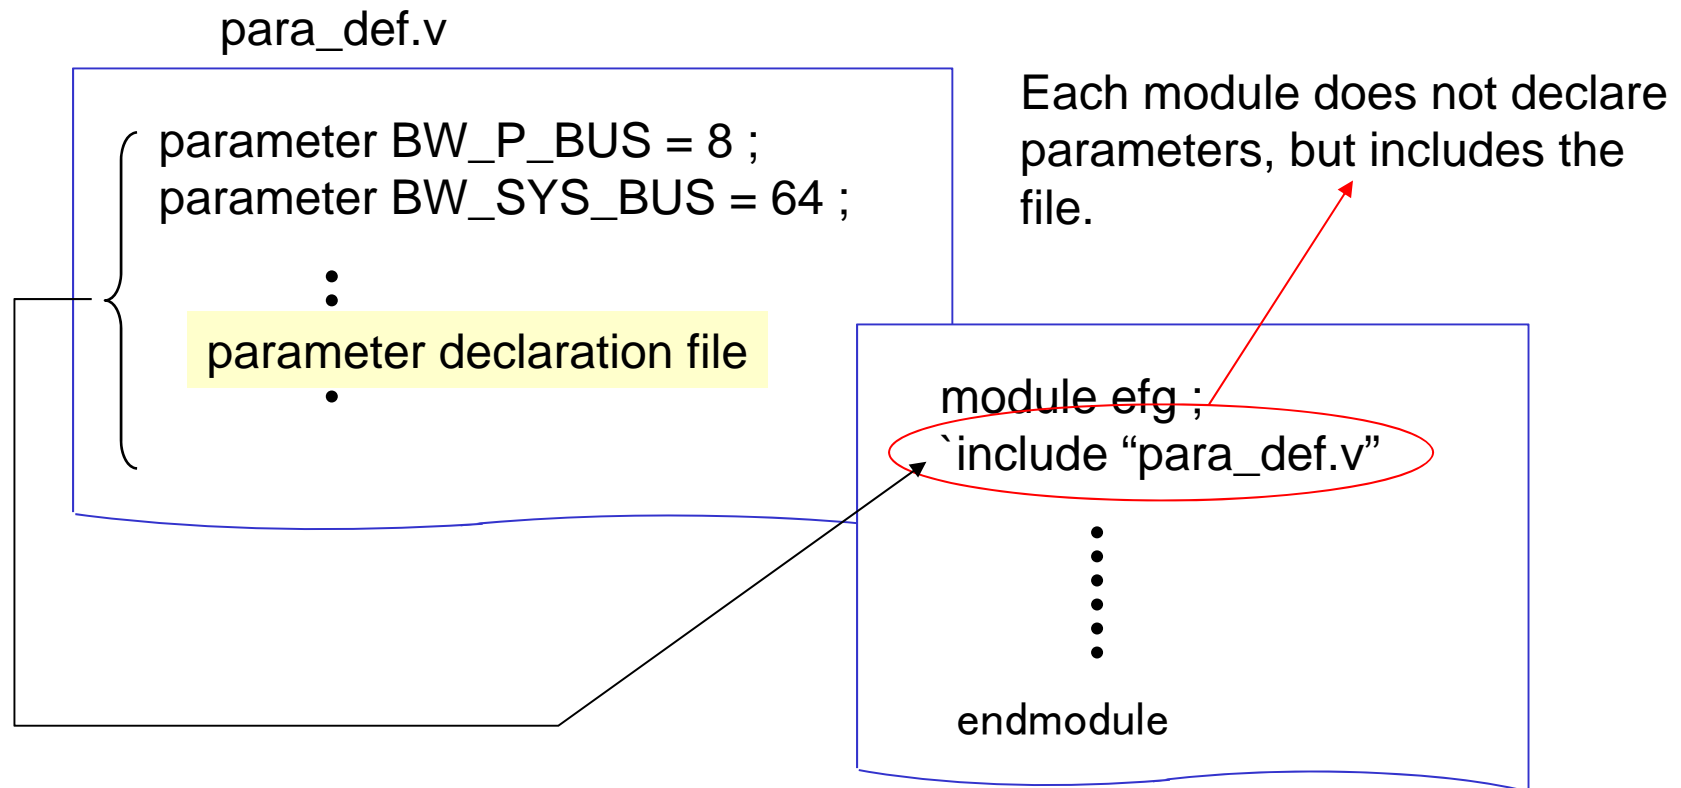 para_def.v
parameter BW_P_BUS = 8 ;
parameter BW_SYS_BUS = 64 ;
parameter declaration file
Each module does not declare
parameters, but includes the
file.
module efg ;
`include “para_def.v”
endmodule